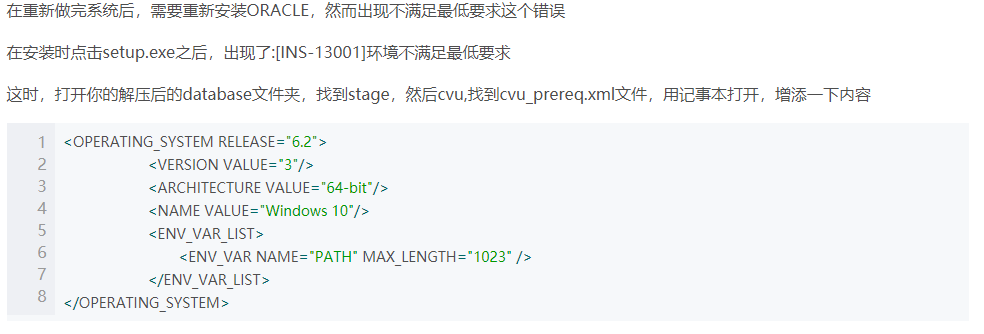 在重新做完系统后，需要重新安装ORACLE，然而出现不满足最低要求这个错误
在安装时点击setup.exe之后，出现了:[INS-13001]环境不满足最低要求
这时，打开你的解压后的database文件夹，找到stage，然后cvu,找到cvu_prereq.xml文件，用记事本打开，增添一下内容
1 <OPERATING_SYSTEM RELEASE="6.2">
2 <VERSION VALUE="3"/>
3 <ARCHITECTURE VALUE="64-bit"/>
4 <NAME VALUE="Windows 10"/>
5 <ENV_VAR_LIST>
6 <ENV_VAR NAME="PATH" MAX_LENGTH="1023" />
7 </ENV_VAR_LIST>
8 </OPERATING_SYSTEM>